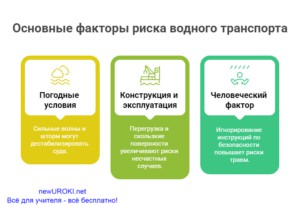 Основные факторы риска водного транспорта
Погодные
условия
Сильные волны и
шторм могут
дестабилизировать
суда.
Конструкция и
эксплуатация
Перегрузка и
скользкие
поверхности
увеличивают риски
несчастных
случаев.
Человеческий
фактор
Игнорирование
инструкций по
безопасности
повышает риски
травм.
newUROKI.net
Всё для учителя - всё бесплатно!